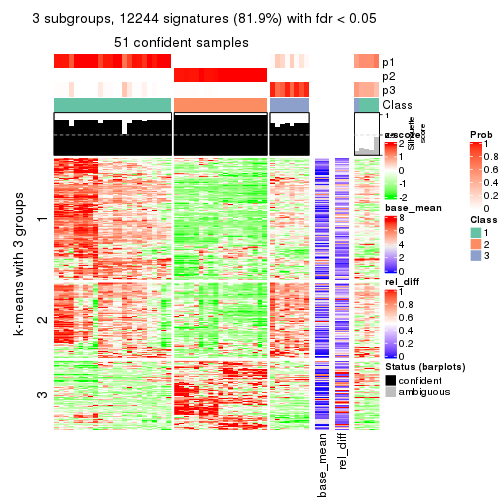 3 subgroups, 12244 signatures (81.9%) with fdr < 0.05
51 confident samples
p1
p2
p3
Class
1
0
Silhouette
score
k-means with 3 groups
1
2
3
base_mean
rel_diff
z-score
2
1
0
-1
-2
base_mean
8
6
4
2
0
rel_diff
1
0.8
0.6
0.4
0.2
0
Status (barplots)
confident
ambiguous
Prob
1
0.8
0.6
0.4
0.2
0
Class
1
2
3